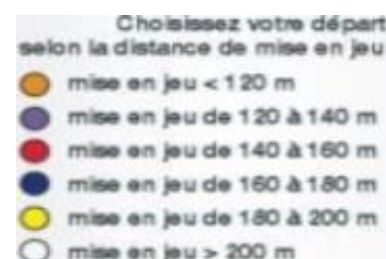 Choisissez votre départ
selon la distance de mise en jeu
mise en jeu < 120 m
mise en jeu de 120 à 140 m
mise en jeu de 140 à 160 m
mise en jeu de 160 à 180 m
mise en jeu de 180 à 200 m
mise en jeu > 200 m